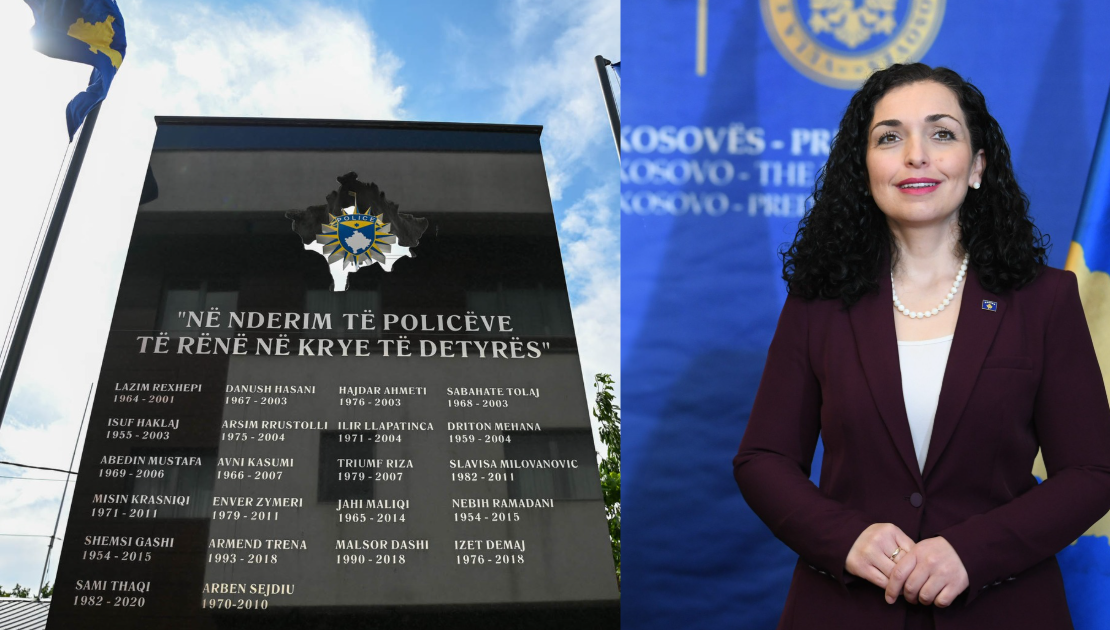 POLICE
"NË NDERIM TË POLICËVE
TË RËNË NË KRYE TË DETYRËS"
LAZIM REXHEPI
1964 - 2001
DANUSH HASANI
1967 - 2003
HAJDAR AHMETI
1976 - 2003
SABAHATE TOLAJ
1968 - 2003
ISUF HAKLAJ
1955 - 2003
ARSIM RRUSTOLLI
1975 - 2004
ILIR LLAPATINCA
1971 - 2004
DRITON MEHANA
1959 - 2004
ABEDIN MUSTAFA
1969 - 2006
AVNI KASUMI
1966 - 2007
TRIUMF RIZA
1979 - 2007
SLAVISA MILOVANOVIC
1982 - 2011
MISIN KRASNIQI
1971 - 2011
ENVER ZYMERI
1979 - 2011
JAHI MALIQI
1965 - 2014
NEBIH RAMADANI
1954 - 2015
SHEMSI GASHI
1954 - 2015
ARMEND TRENA
1993 - 2018
MALSOR DASHI
1990 - 2018
IZET DEMAJ
1976 - 2018
SAMI THAQI
1982 - 2020
ARBEN SEJDIU
1970-2010
KOSOVËS - PR
KOSOVO - THE
KOSOVO - PRE